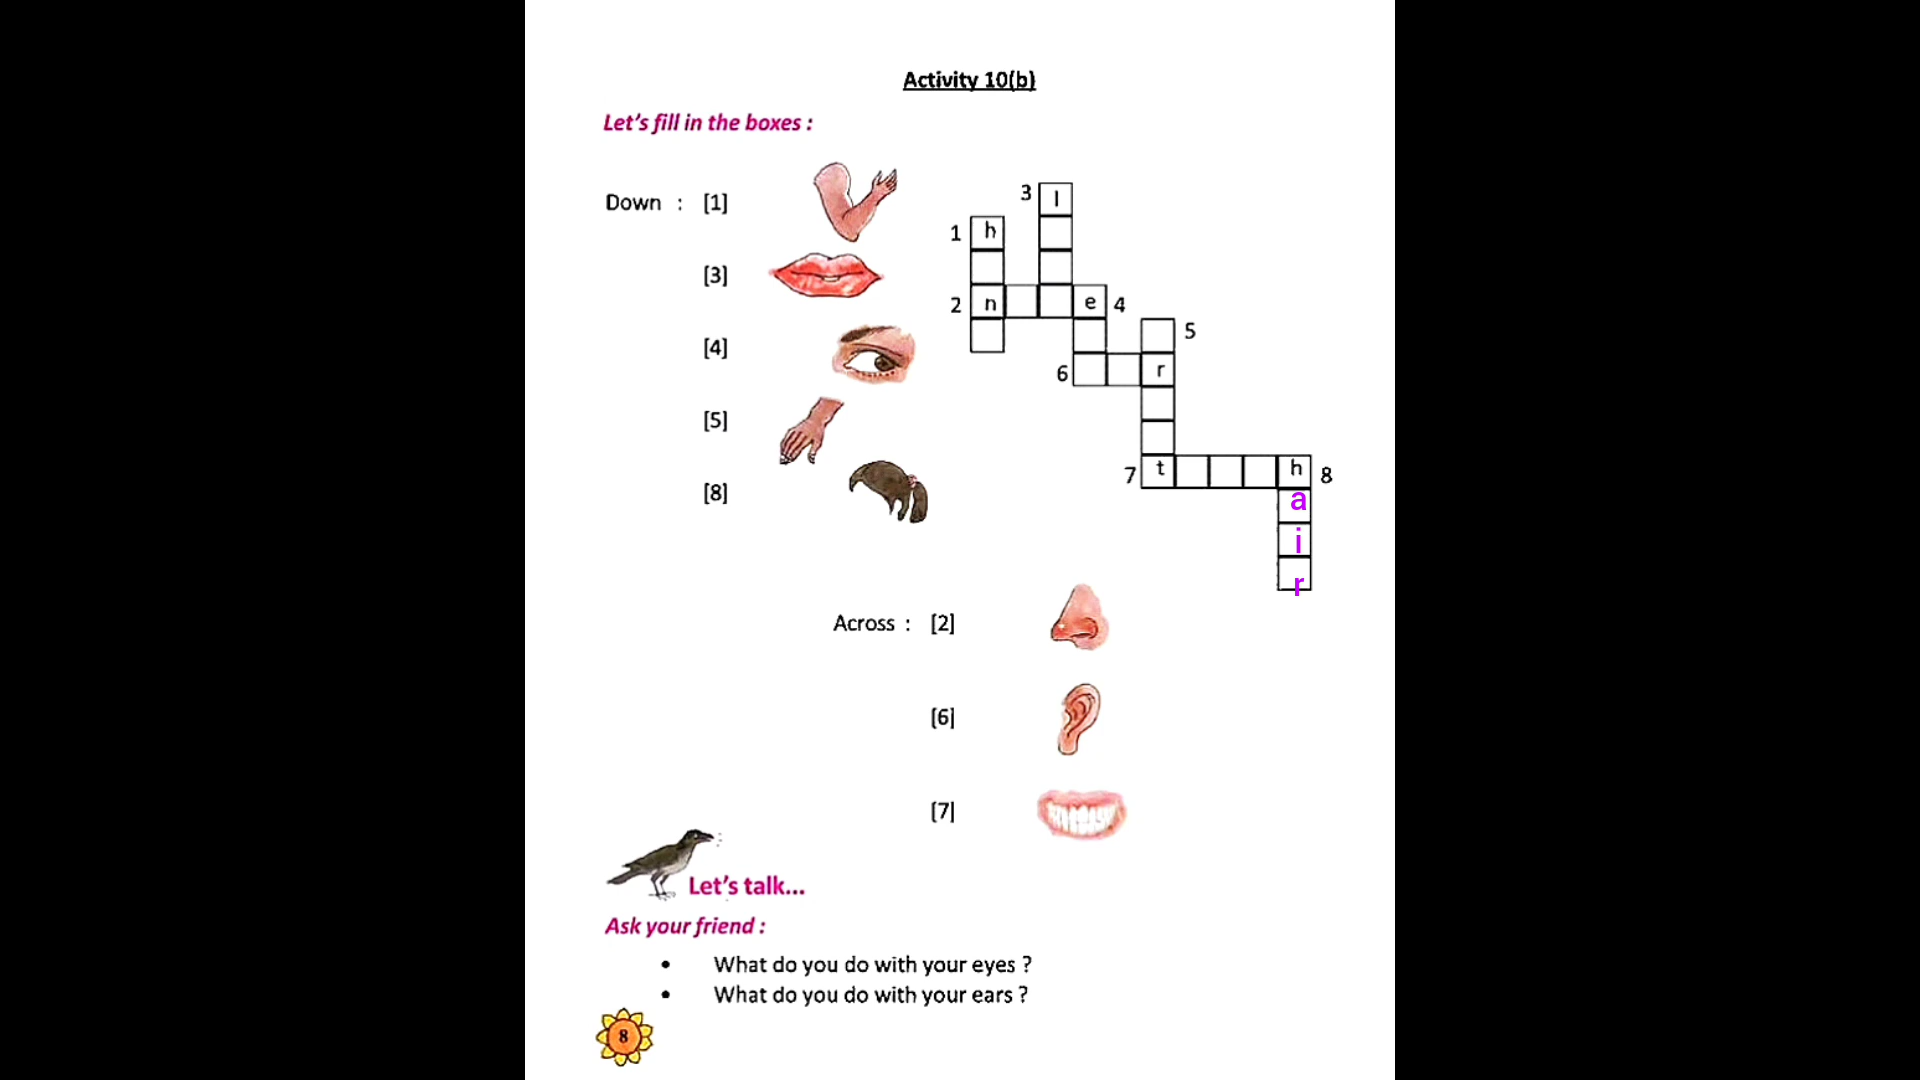 Activity 10(b)
Let's fill in the boxes :
Down : [1]
[3]
[4]
[5]
[8]
3 l
1 h
2 n e 4
5
6 r
7 t h 8
a
i
r
Across : [2]
[6]
[7]
Let's talk...
Ask your friend :
• What do you do with your eyes ?
• What do you do with your ears ?
8